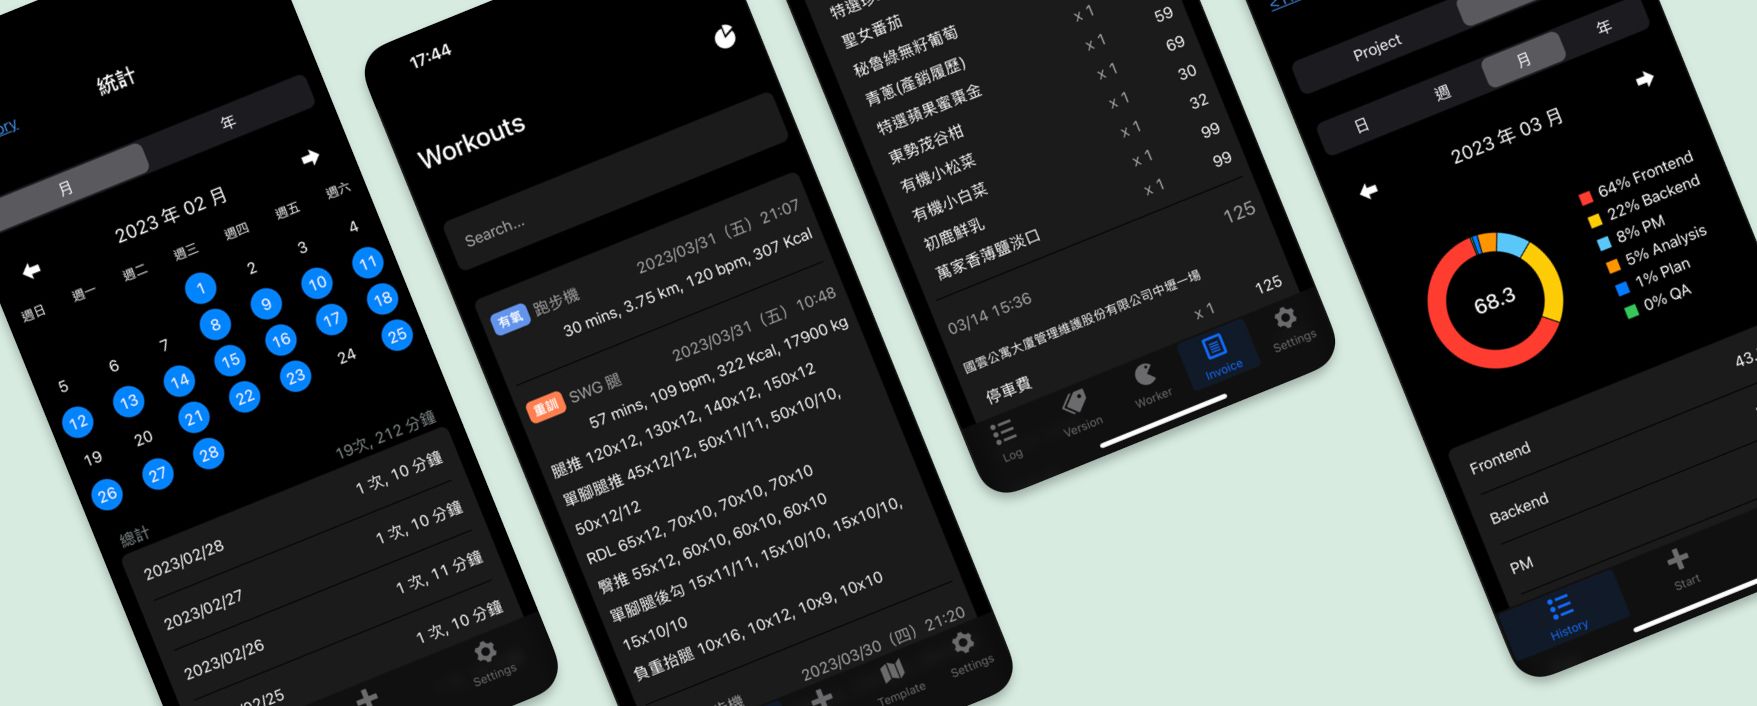 統計
ory
月
年
2023 年 02 月
週日 週一 週二 週三 週四 週五 週六
1 2 3 4
5 6 7 8 9 10 11
12 13 14 15 16 17 18
19 20 21 22 23 24 25
26 27 28
總計
19次, 212 分鐘
2023/02/28 1 次, 10 分鐘
2023/02/27 1 次, 10 分鐘
2023/02/26 1 次, 11 分鐘
02/25 1 次, 10 分鐘
Settings
17:44
Workouts
Search...
有氧 跑步機 2023/03/31（五）21:07
30 mins, 3.75 km, 120 bpm, 307 Kcal
重訓 SWG 腿 2023/03/31（五）10:48
57 mins, 109 bpm, 322 Kcal, 17900 kg
腿推 120x12, 130x12, 140x12, 150x12
單腳腿推 45x12/12, 50x11/11, 50x10/10,
50x12/12
RDL 65x12, 70x10, 70x10, 70x10
臀推 55x12, 60x10, 60x10, 60x10
單腳腿後勾 15x11/11, 15x10/10, 15x10/10,
15x10/10
負重抬腿 10x16, 10x12, 10x9, 10x10
步機 2023/03/30（四）21:20
Template
Settings
特選珍
聖女番茄 x 1 59
秘魯綠無籽葡萄 x 1 69
青蔥(產銷履歷) x 1 30
特選蘋果蜜棗金 x 1 32
東勢茂谷柑 x 1 99
有機小松菜 x 1 99
有機小白菜 x 1
初鹿鮮乳
萬家香薄鹽淡口
125
03/14 15:36
國雲公寓大廈管理維護股份有限公司中壢一場
停車費 x 1 125
Log
Version
Worker
Invoice
Settings
Project
日
週
月
年
2023 年 03 月
64% Frontend
22% Backend
8% PM
5% Analysis
1% Plan
0% QA
68.3
43.
Frontend
Backend
PM
History
Start